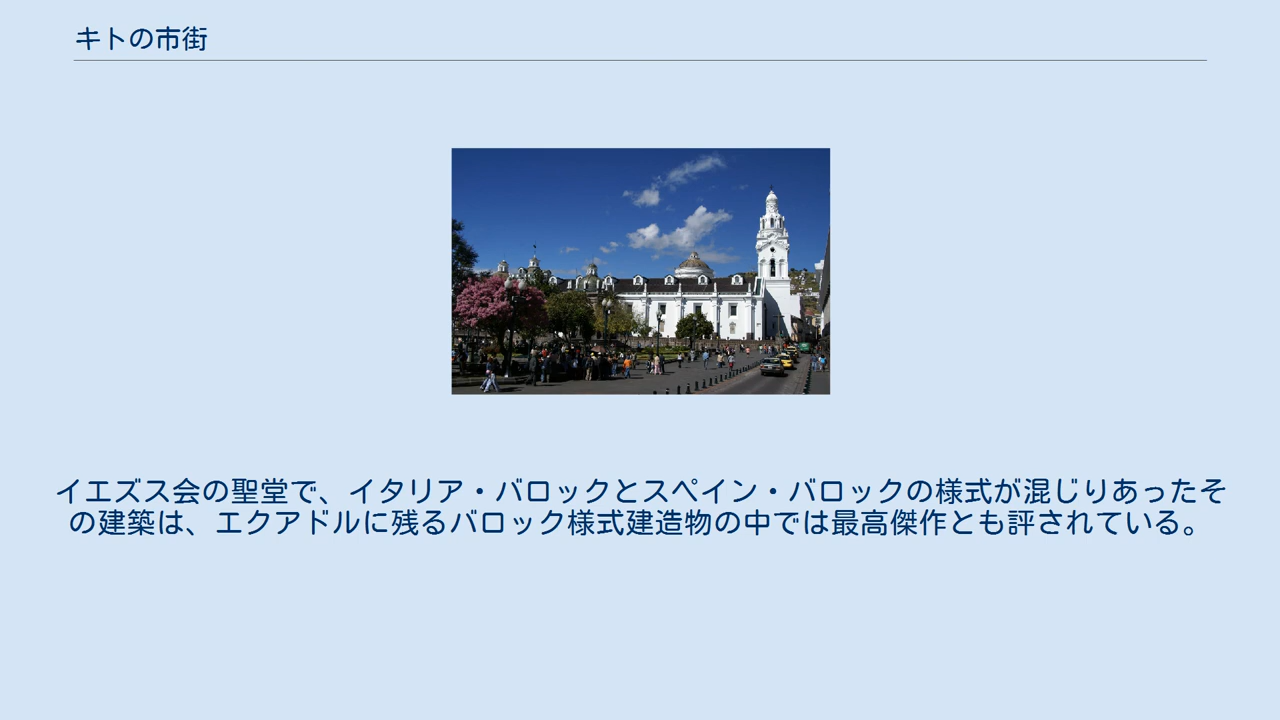 キトの市街
イエズス会の聖堂で、イタリア・バロックとスペイン・バロックの様式が混じりあったそ
の建築は、エクアドルに残るバロック様式建造物の中では最高傑作とも評されている。